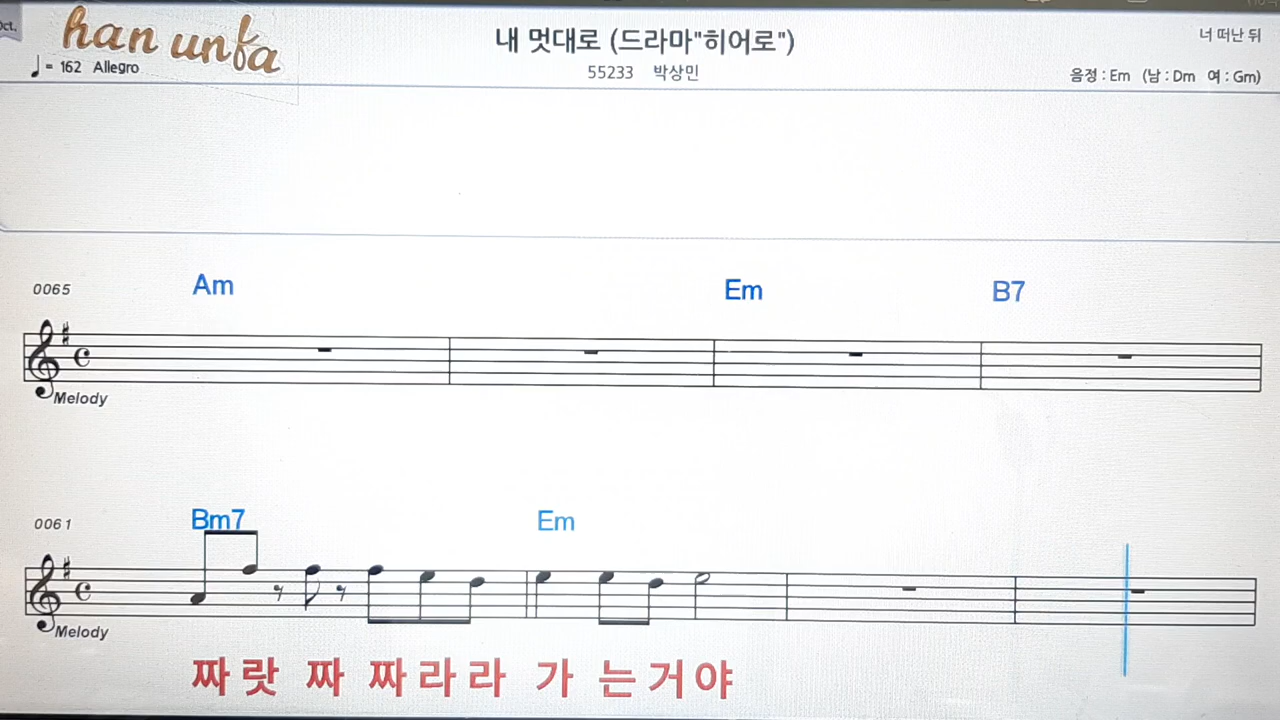 Oct.
han unfa
내 멋대로 (드라마"히어로")
너 떠난 뒤
♩= 162 Allegro
55233 박상민
음정 : Em (남 : Dm 여 : Gm)
0065 Am Em B7
Melody
0061 Bm7 Em
Melody
짜 랏 짜 짜 라 라 가 는 거 야